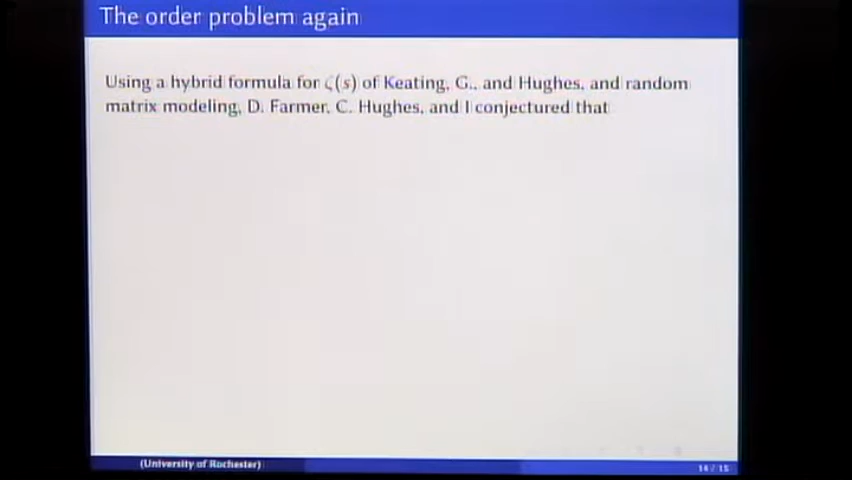 The order problem again
Using a hybrid formula for ζ(s) of Keating, G., and Hughes, and random
matrix modeling, D. Farmer, C. Hughes, and I conjectured that
(University of Rochester)
14 / 15